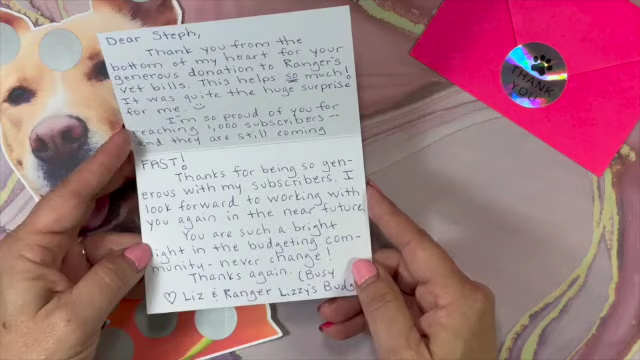 Dear Steph,
Thank you from the
bottom of my heart for your
generous donation to Ranger's
vet bills. This helps so much!
It was quite the huge surprise
for me. :)
I'm so proud of you for
reaching 1,000 subscribers --
and they are still coming
FAST!
Thanks for being so gen-
erous with my subscribers. I
look forward to working with
you again in the near future.
You are such a bright
light in the budgeting com-
munity - never change!
Thanks again. (Busy
♡ Liz & Ranger Lizzy's
THANK
YOU